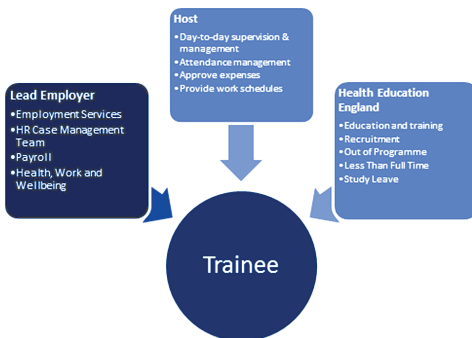 Host
•Day-to-day supervision &
management
•Attendance management
•Approve expenses
•Provide work schedules
Lead Employer
•Employment Services
•HR Case Management
Team
•Payroll
•Health, Work and
Wellbeing
Health Education
England
•Education and training
•Recruitment
•Out of Programme
•Less Than Full Time
•Study Leave
Trainee